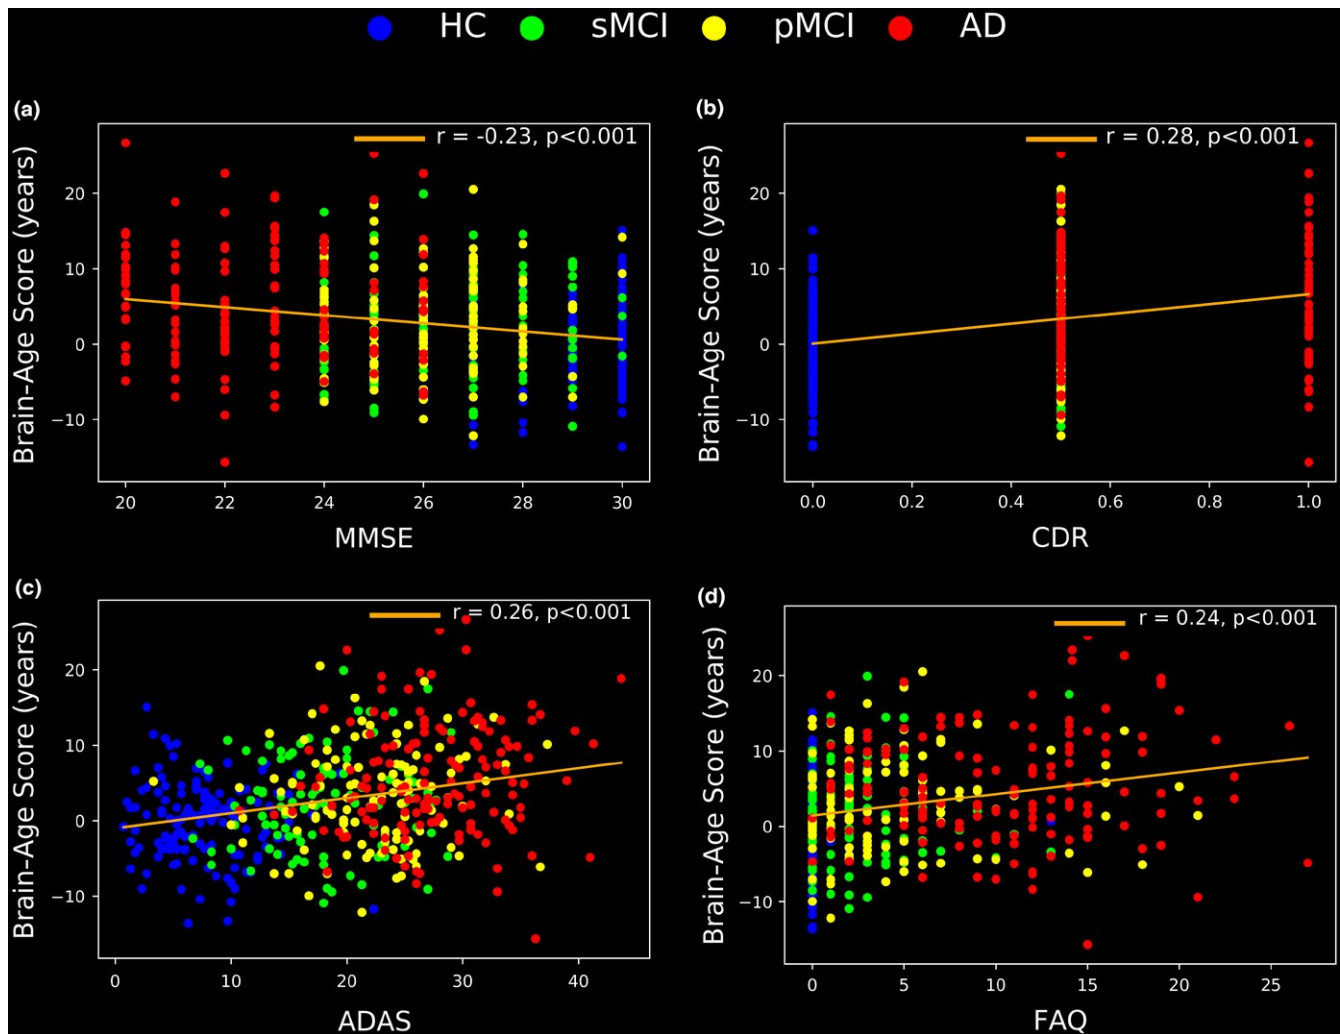 HC sMCI pMCI AD
(a)
r = -0.23, p<0.001
Brain-Age Score (years)
20
10
0
−10
20 22 24 26 28 30
MMSE
(b)
r = 0.28, p<0.001
Brain-Age Score (years)
20
10
0
−10
0.0 0.2 0.4 0.6 0.8 1.0
CDR
(c)
r = 0.26, p<0.001
Brain-Age Score (years)
20
10
0
−10
0 10 20 30 40
ADAS
(d)
r = 0.24, p<0.001
Brain-Age Score (years)
20
10
0
−10
0 5 10 15 20 25
FAQ